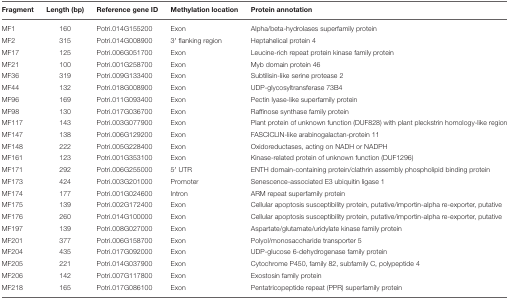 Fragment Length (bp) Reference gene ID Methylation location Protein annotation
MF1 160 Potri.014G155200 Exon Alpha/beta-hydrolases superfamily protein
MF2 315 Potri.014G008900 3' flanking region Heptahelical protein 4
MF17 125 Potri.006G051700 Exon Leucine-rich repeat protein kinase family protein
MF21 100 Potri.001G258700 Exon Myb domain protein 46
MF36 319 Potri.009G133400 Exon Subtilisin-like serine protease 2
MF44 132 Potri.018G008900 Exon UDP-glycosyltransferase 73B4
MF96 169 Potri.011G093400 Exon Pectin lyase-like superfamily protein
MF98 130 Potri.017G036700 Exon Raffinose synthase family protein
MF117 143 Potri.003G077900 Exon Plant protein of unknown function (DUF828) with plant pleckstrin homology-like region
MF147 138 Potri.006G129200 Exon FASCICLIN-like arabinogalactan-protein 11
MF148 222 Potri.005G228400 Exon Oxidoreductases, acting on NADH or NADPH
MF161 123 Potri.001G353100 Exon Kinase-related protein of unknown function (DUF1296)
MF171 292 Potri.006G255000 5' UTR ENTH domain-containing protein/clathrin assembly phospholipid binding protein
MF173 424 Potri.003G201000 Promoter Senescence-associated E3 ubiquitin ligase 1
MF174 177 Potri.001G024600 Intron ARM repeat superfamily protein
MF175 139 Potri.002G172400 Exon Cellular apoptosis susceptibility protein, putative/importin-alpha re-exporter, putative
MF176 260 Potri.014G100000 Exon Cellular apoptosis susceptibility protein, putative/importin-alpha re-exporter, putative
MF197 139 Potri.008G027000 Exon Aspartate/glutamate/uridylate kinase family protein
MF201 377 Potri.006G158700 Exon Polyol/monosaccharide transporter 5
MF204 435 Potri.017G092000 Exon UDP-glucose 6-dehydrogenase family protein
MF205 221 Potri.014G037900 Exon Cytochrome P450, family 82, subfamily C, polypeptide 4
MF206 142 Potri.007G117800 Exon Exostosin family protein
MF218 165 Potri.017G086100 Exon Pentatricopeptide repeat (PPR) superfamily protein